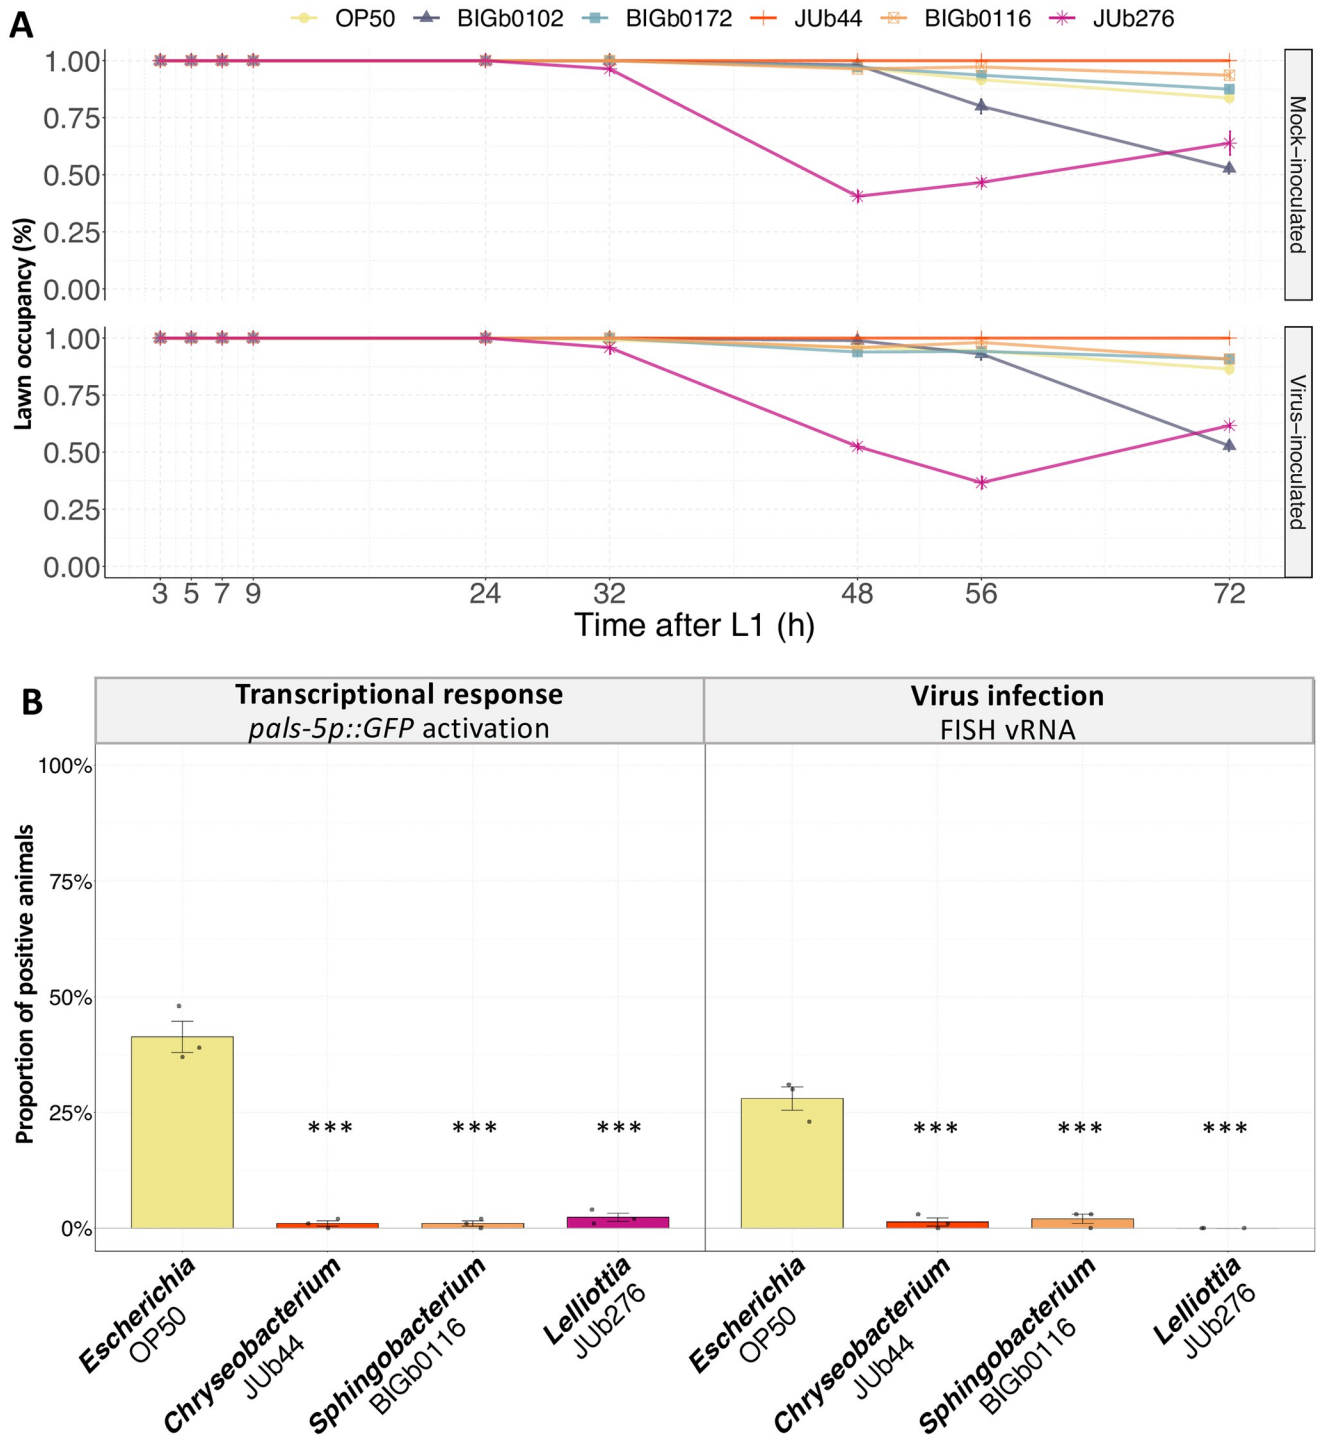 A
OP50 BIGb0102 BIGb0172 JUb44 BIGb0116 JUb276
Lawn occupancy (%)
1.00
0.75
0.50
0.25
0.00
Mock−inoculated
1.00
0.75
0.50
0.25
0.00
Virus−inoculated
3 5 7 9 24 32 48 56 72
Time after L1 (h)
B
Transcriptional response
pals-5p::GFP activation
Virus infection
FISH vRNA
Proportion of positive animals
100%
75%
50%
25%
0%
*** *** *** *** *** ***
Escherichia
OP50
Chryseobacterium
JUb44
Sphingobacterium
BIGb0116
Lelliottia
JUb276
Escherichia
OP50
Chryseobacterium
JUb44
Sphingobacterium
BIGb0116
Lelliottia
JUb276